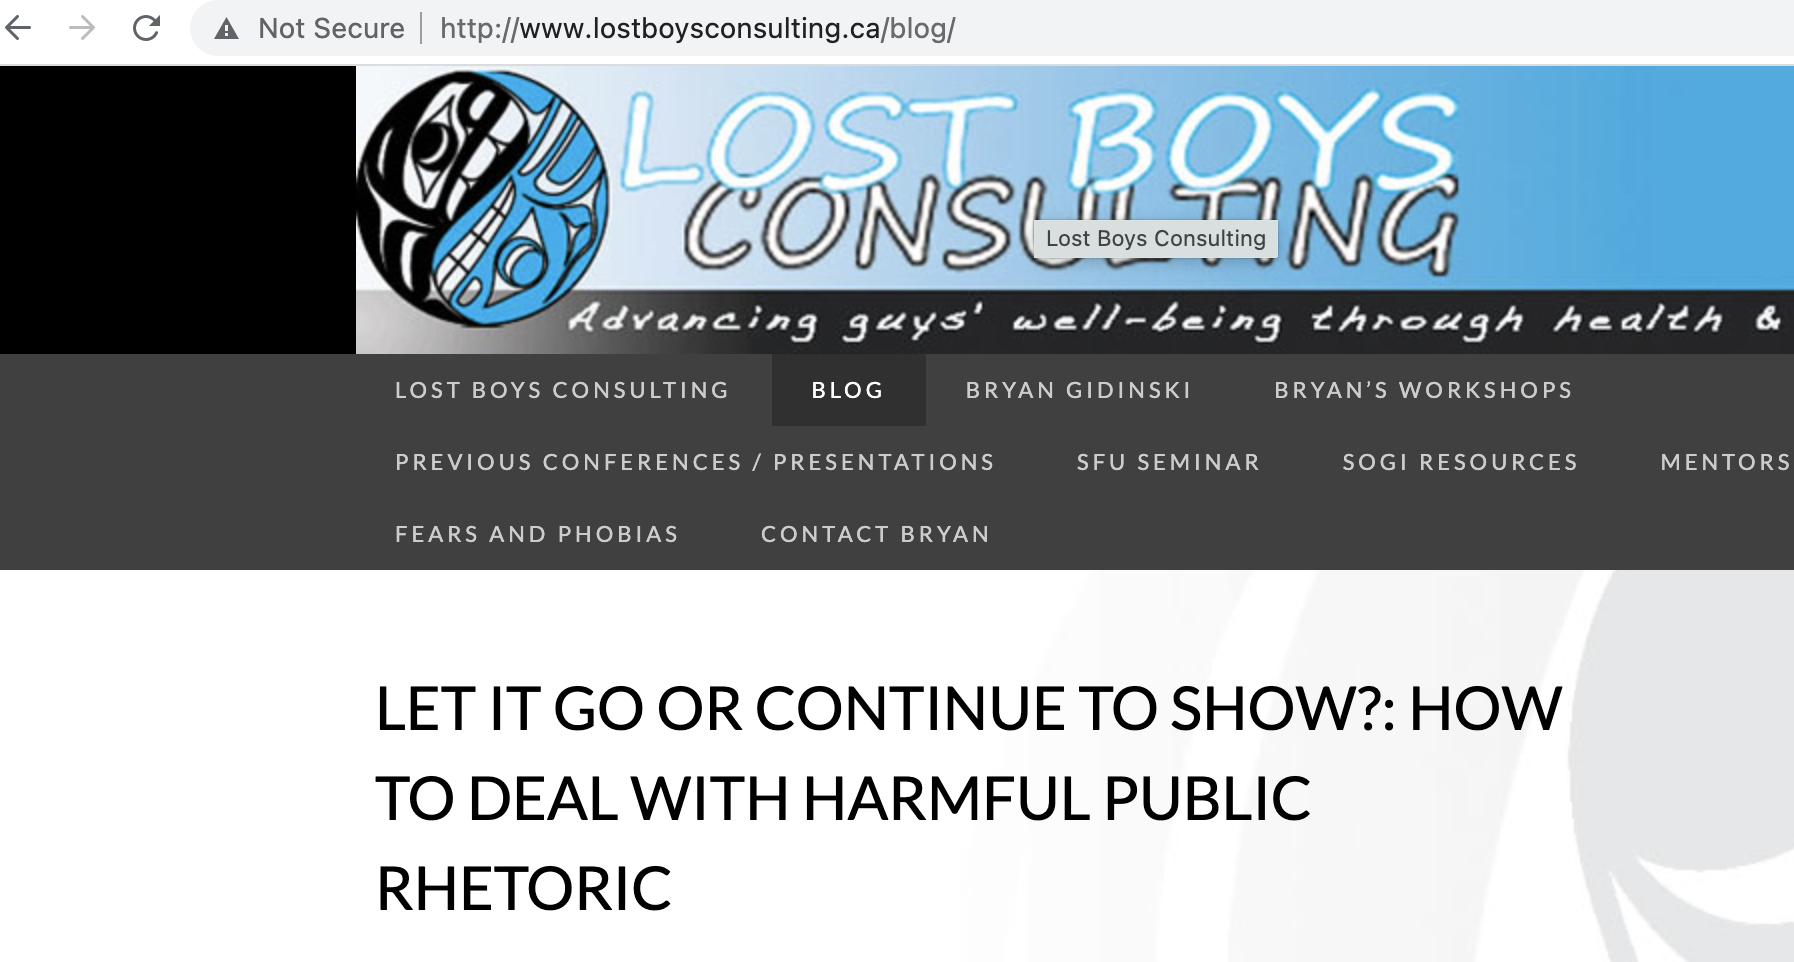 Not Secure | http://www.lostboysconsulting.ca/blog/
LOST BOYS
CONSULTING
Lost Boys Consulting
Advancing guys' well-being through health &
LOST BOYS CONSULTING BLOG BRYAN GIDINSKI BRYAN'S WORKSHOPS
PREVIOUS CONFERENCES / PRESENTATIONS SFU SEMINAR SOGI RESOURCES MENTORS
FEARS AND PHOBIAS CONTACT BRYAN
LET IT GO OR CONTINUE TO SHOW?: HOW
TO DEAL WITH HARMFUL PUBLIC
RHETORIC